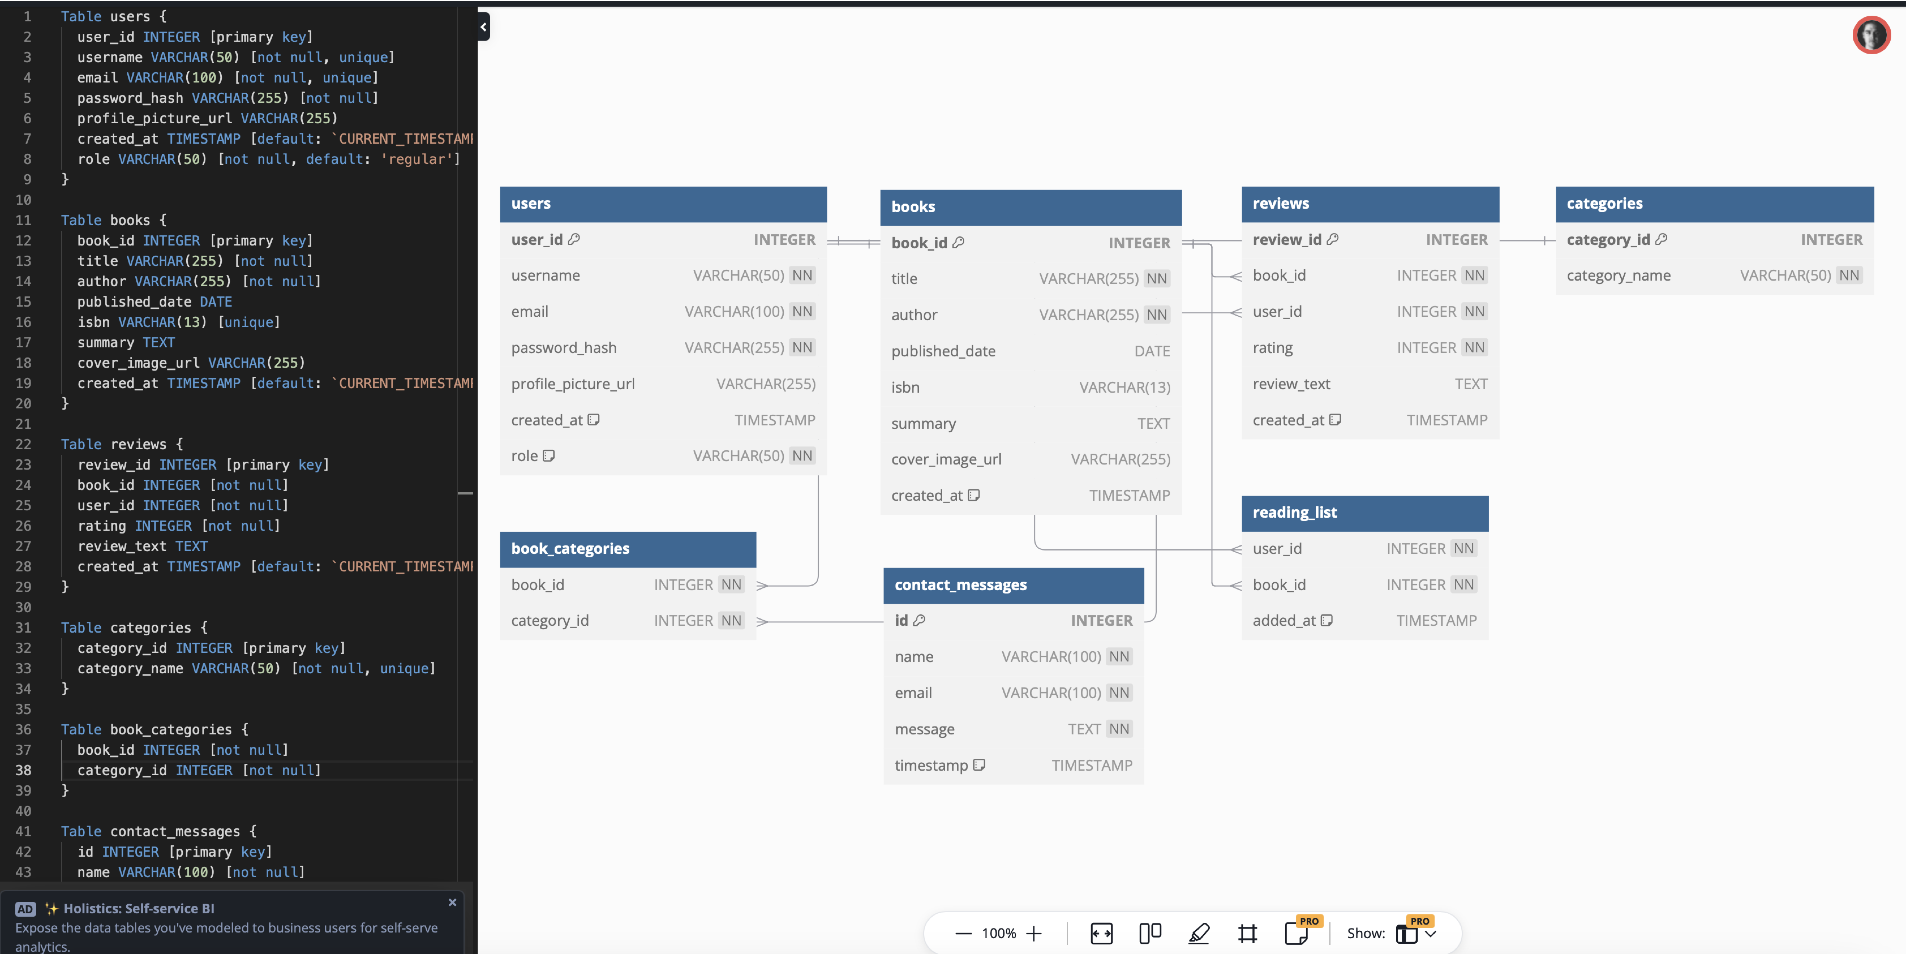 1 Table users {
2 user_id INTEGER [primary key]
3 username VARCHAR(50) [not null, unique]
4 email VARCHAR(100) [not null, unique]
5 password_hash VARCHAR(255) [not null]
6 profile_picture_url VARCHAR(255)
7 created_at TIMESTAMP [default: `CURRENT_TIMESTAMP
8 role VARCHAR(50) [not null, default: 'regular']
9 }
10
11 Table books {
12 book_id INTEGER [primary key]
13 title VARCHAR(255) [not null]
14 author VARCHAR(255) [not null]
15 published_date DATE
16 isbn VARCHAR(13) [unique]
17 summary TEXT
18 cover_image_url VARCHAR(255)
19 created_at TIMESTAMP [default: `CURRENT_TIMESTAMP
20 }
21
22 Table reviews {
23 review_id INTEGER [primary key]
24 book_id INTEGER [not null]
25 user_id INTEGER [not null]
26 rating INTEGER [not null]
27 review_text TEXT
28 created_at TIMESTAMP [default: `CURRENT_TIMESTAMP
29 }
30
31 Table categories {
32 category_id INTEGER [primary key]
33 category_name VARCHAR(50) [not null, unique]
34 }
35
36 Table book_categories {
37 book_id INTEGER [not null]
38 category_id INTEGER [not null]
39 }
40
41 Table contact_messages {
42 id INTEGER [primary key]
43 name VARCHAR(100) [not null]
AD ✨ Holistics: Self-service BI
Expose the data tables you've modeled to business users for self-serve
analytics.
users
user_id INTEGER
username VARCHAR(50) NN
email VARCHAR(100) NN
password_hash VARCHAR(255) NN
profile_picture_url VARCHAR(255)
created_at TIMESTAMP
role VARCHAR(50) NN
books
book_id INTEGER
title VARCHAR(255) NN
author VARCHAR(255) NN
published_date DATE
isbn VARCHAR(13)
summary TEXT
cover_image_url VARCHAR(255)
created_at TIMESTAMP
reviews
review_id INTEGER
book_id INTEGER NN
user_id INTEGER NN
rating INTEGER NN
review_text TEXT
created_at TIMESTAMP
categories
category_id INTEGER
category_name VARCHAR(50) NN
book_categories
book_id INTEGER NN
category_id INTEGER NN
contact_messages
id INTEGER
name VARCHAR(100) NN
email VARCHAR(100) NN
message TEXT NN
timestamp TIMESTAMP
reading_list
user_id INTEGER NN
book_id INTEGER NN
added_at TIMESTAMP
100%
PRO
Show:
PRO